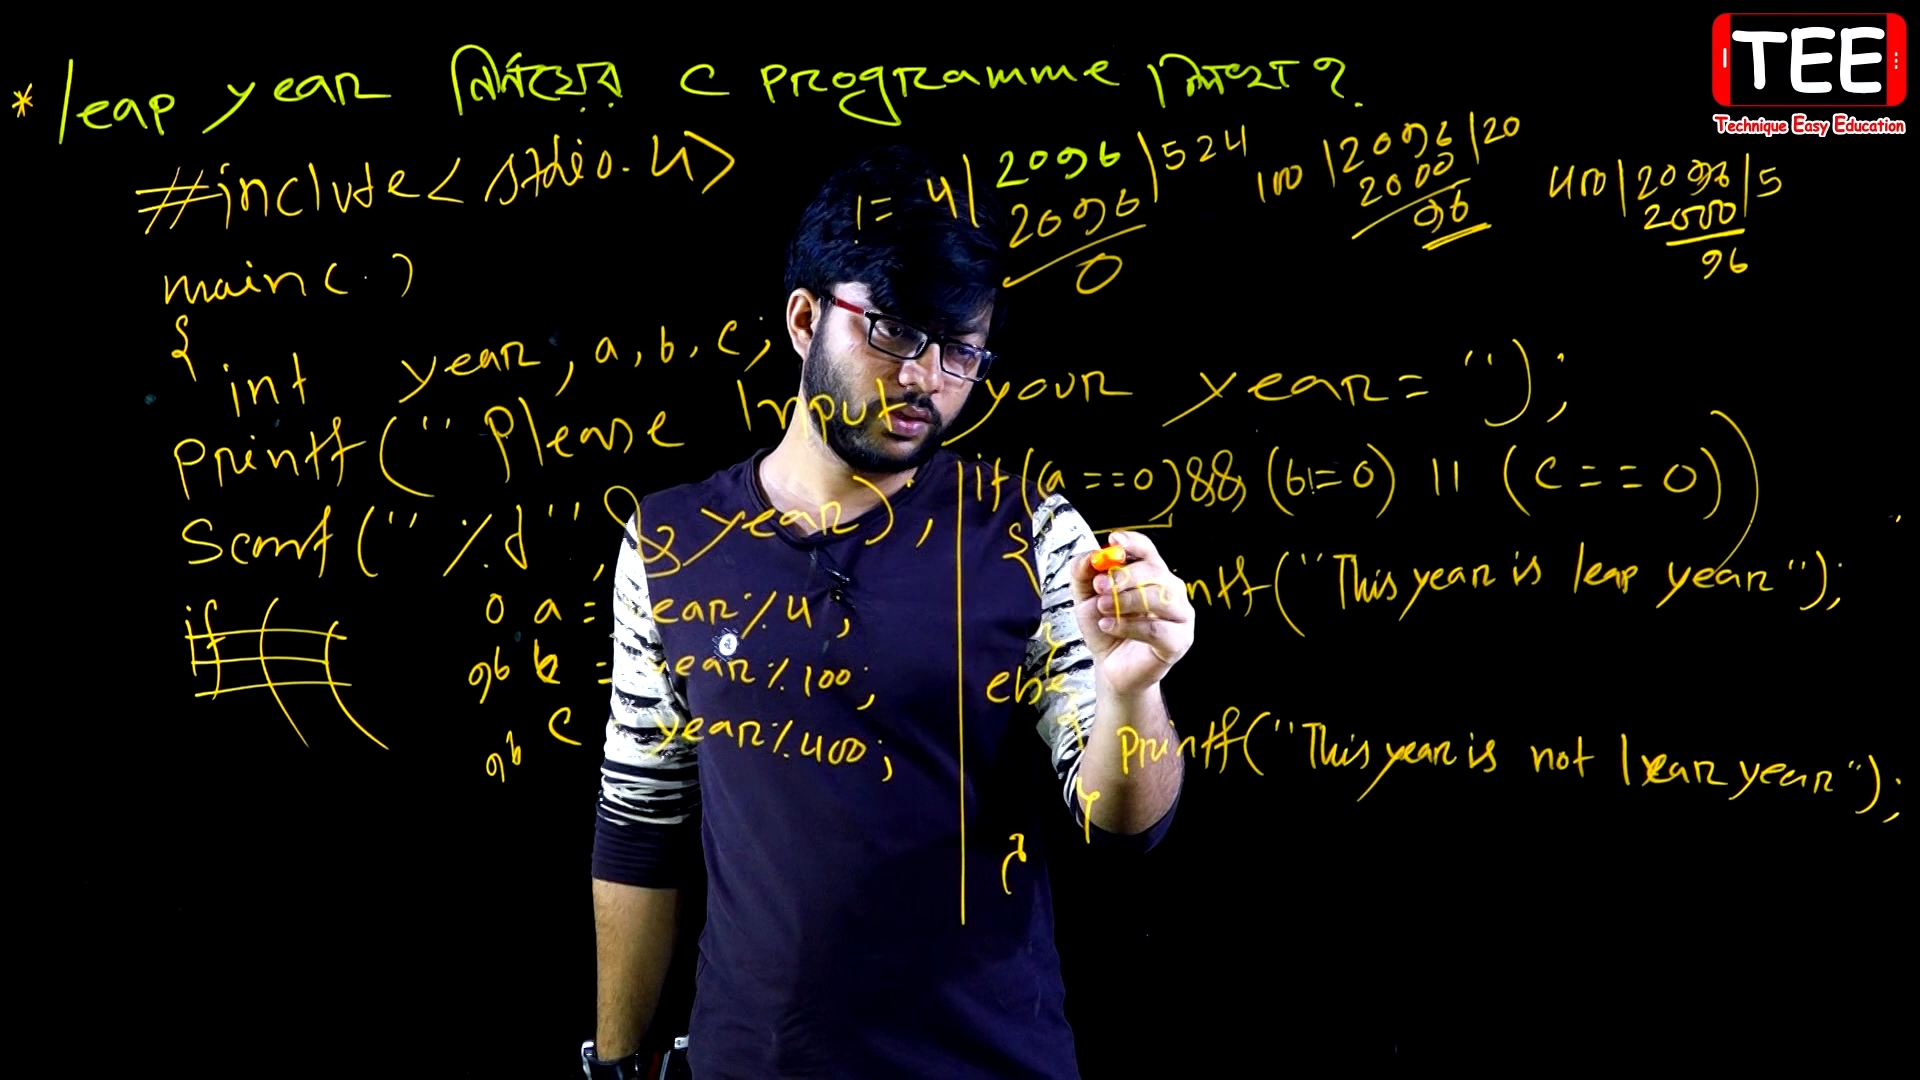 TEE
Technique Easy Education
* leap year নির্ণয়ের C programme লিখো?
#include< stdio.h>
!= 4) 2096 (524
2096
0
100 ) 2096 ( 20
2000
96
400 ) 2096 ( 5
2000
96
main( )
{
int year, a, b, c;
printf(" Please Input your year= ");
Scanf(" %d", & year);
if
0 a = year%4;
96 b = year%100;
96 c year%400;
if((a==0)&& (b!=0) || (c==0))
{
printf("This year is leap year");
}
else
{
printf("This year is not lear year");
}
}